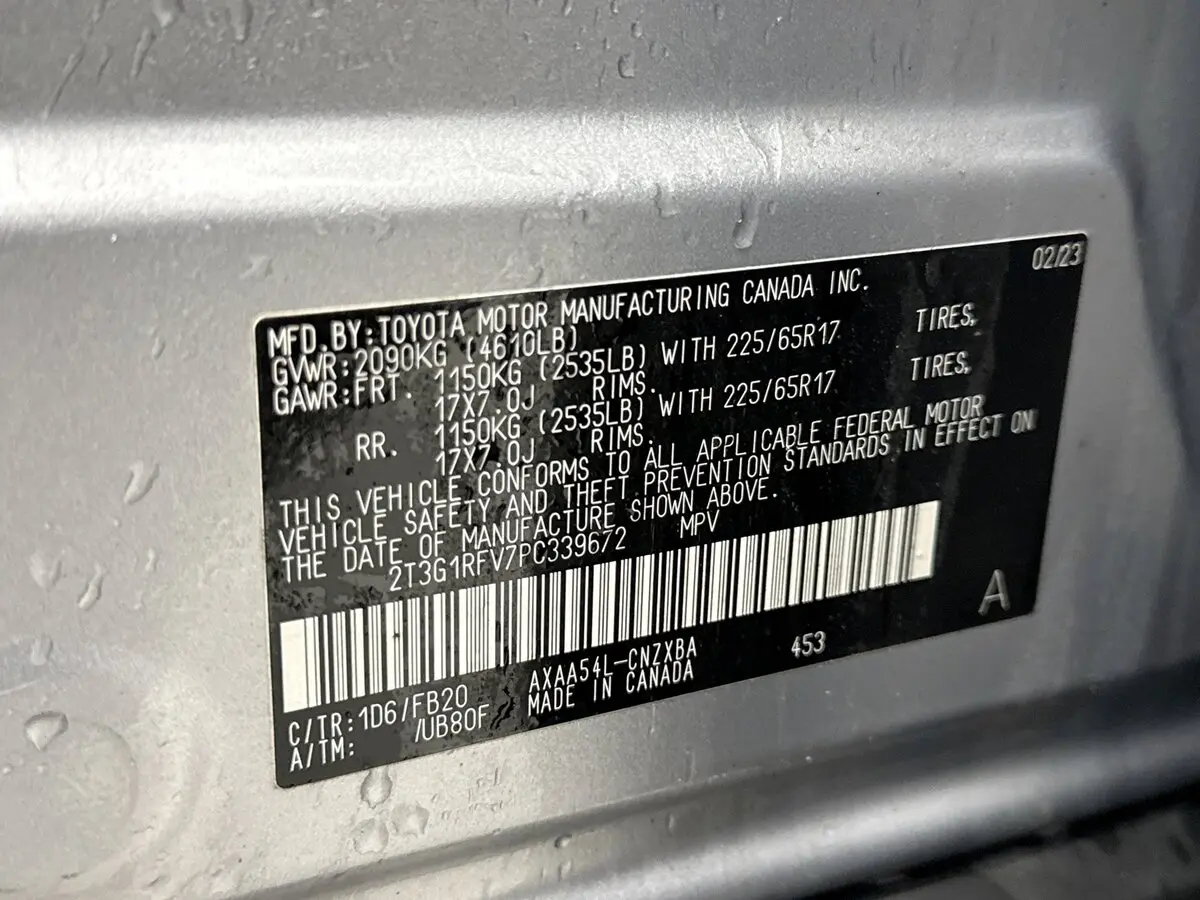 02/23
MFD.BY:TOYOTA MOTOR MANUFACTURING CANADA INC.
GVWR:2090KG (4610LB)
GAWR:FRT. 1150KG (2535LB) WITH 225/65R17 TIRES,
17X7.0J RIMS.
RR. 1150KG (2535LB) WITH 225/65R17 TIRES,
17X7.0J RIMS.
THIS VEHICLE CONFORMS TO ALL APPLICABLE FEDERAL MOTOR
VEHICLE SAFETY AND THEFT PREVENTION STANDARDS IN EFFECT ON
THE DATE OF MANUFACTURE SHOWN ABOVE.
2T3G1RFV7PC339672 MPV
A
C/TR:1D6/FB20 AXAA54L-CNZXBA 453
A/TM: /UB80F MADE IN CANADA